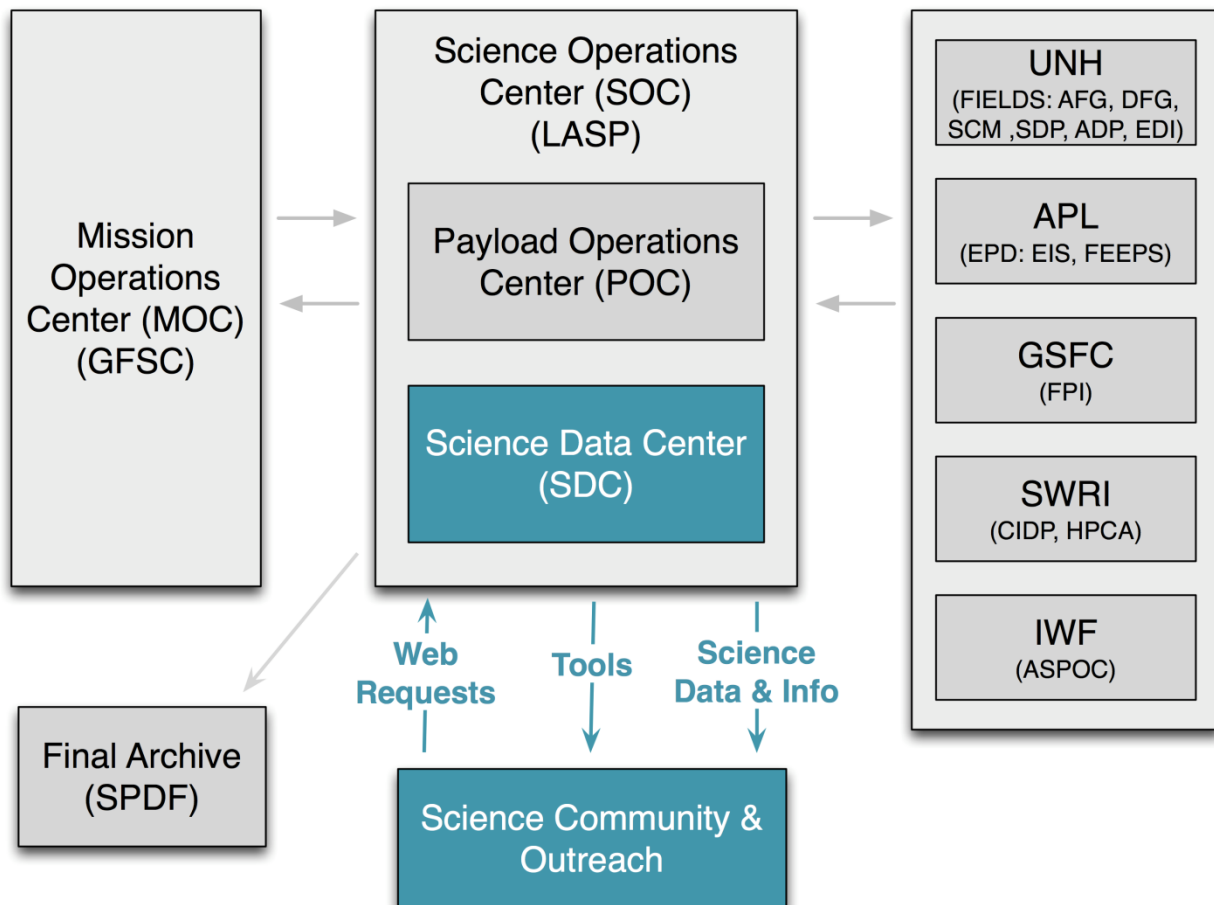 Mission
Operations
Center (MOC)
(GFSC)
Science Operations
Center (SOC)
(LASP)
Payload Operations
Center (POC)
Science Data Center
(SDC)
UNH
(FIELDS: AFG, DFG,
SCM ,SDP, ADP, EDI)
APL
(EPD: EIS, FEEPS)
GSFC
(FPI)
SWRI
(CIDP, HPCA)
IWF
(ASPOC)
Web
Requests
Tools
Science
Data & Info
Final Archive
(SPDF)
Science Community &
Outreach